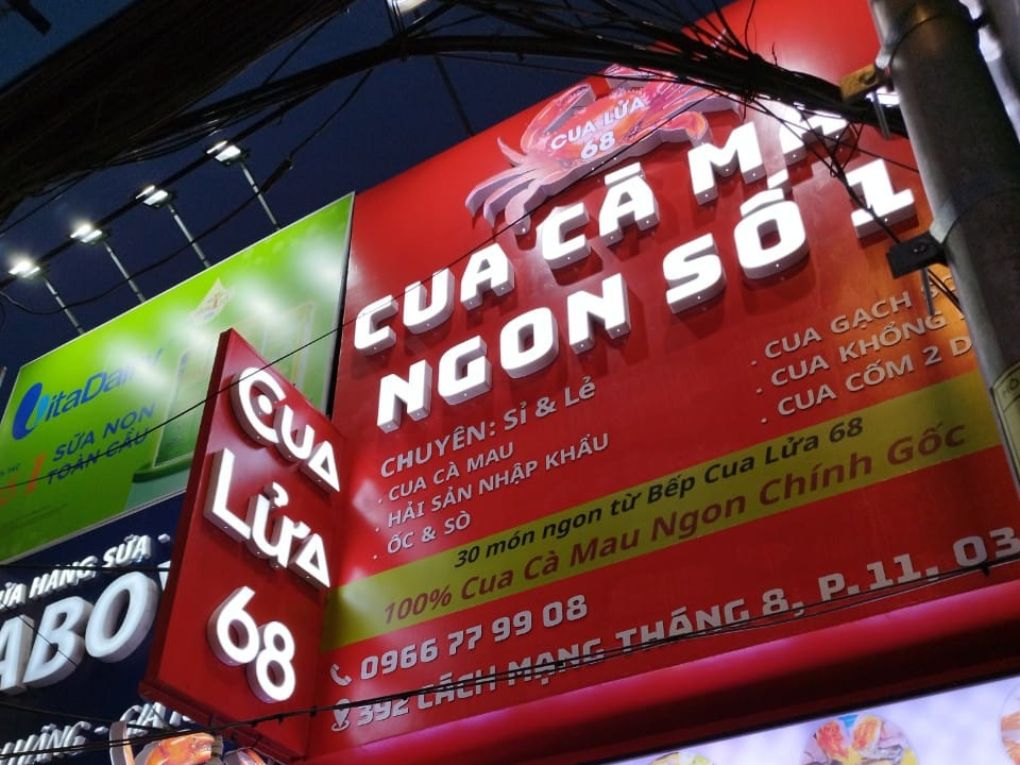 CUA LỬA
68
CUA CÀ
NGON SỐ 1
CHUYÊN: SỈ & LẺ
· CUA CÀ MAU
· HẢI SẢN NHẬP KHẨU
· ỐC & SÒ
· CUA GẠCH
· CUA KHỔNG
· CUA CỐM 2 D
30 món ngon từ Bếp Cua Lửa 68
100% Cua Cà Mau Ngon Chính Gốc
0966 77 99 08
392 CÁCH MẠNG THÁNG 8, P.11, Q3
CUA
LỬA
68
VitaDairy
SỮA NON
TOÀN CẦU
HÀNG SỮA -
ABO